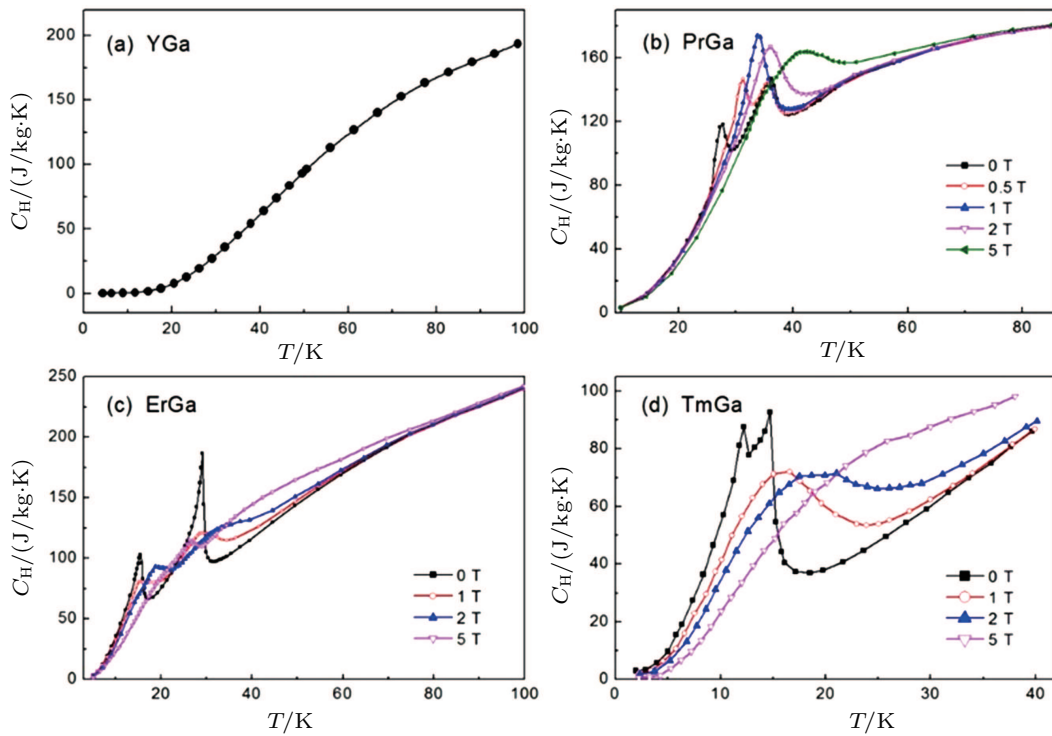 (a) YGa
C_H/(J/kg·K)
200
150
100
50
0
0 20 40 60 80 100
T/K
(b) PrGa
C_H/(J/kg·K)
160
120
80
40
0
0 T
0.5 T
1 T
2 T
5 T
20 40 60 80
T/K
(c) ErGa
C_H/(J/kg·K)
250
200
150
100
50
0
0 T
1 T
2 T
5 T
0 20 40 60 80 100
T/K
(d) TmGa
C_H/(J/kg·K)
100
80
60
40
20
0
0 T
1 T
2 T
5 T
0 10 20 30 40
T/K